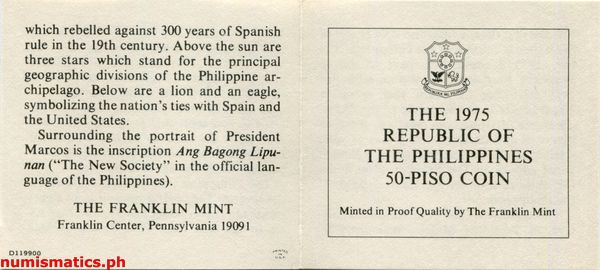 which rebelled against 300 years of Spanish
rule in the 19th century. Above the sun are
three stars which stand for the principal
geographic divisions of the Philippine ar-
chipelago. Below are a lion and an eagle,
symbolizing the nation's ties with Spain and
the United States.
Surrounding the portrait of President
Marcos is the inscription Ang Bagong Lipu-
nan ("The New Society" in the official lan-
guage of the Philippines).
THE FRANKLIN MINT
Franklin Center, Pennsylvania 19091
D119900
numismatics.ph
THE 1975
REPUBLIC OF
THE PHILIPPINES
50-PISO COIN
Minted in Proof Quality by The Franklin Mint